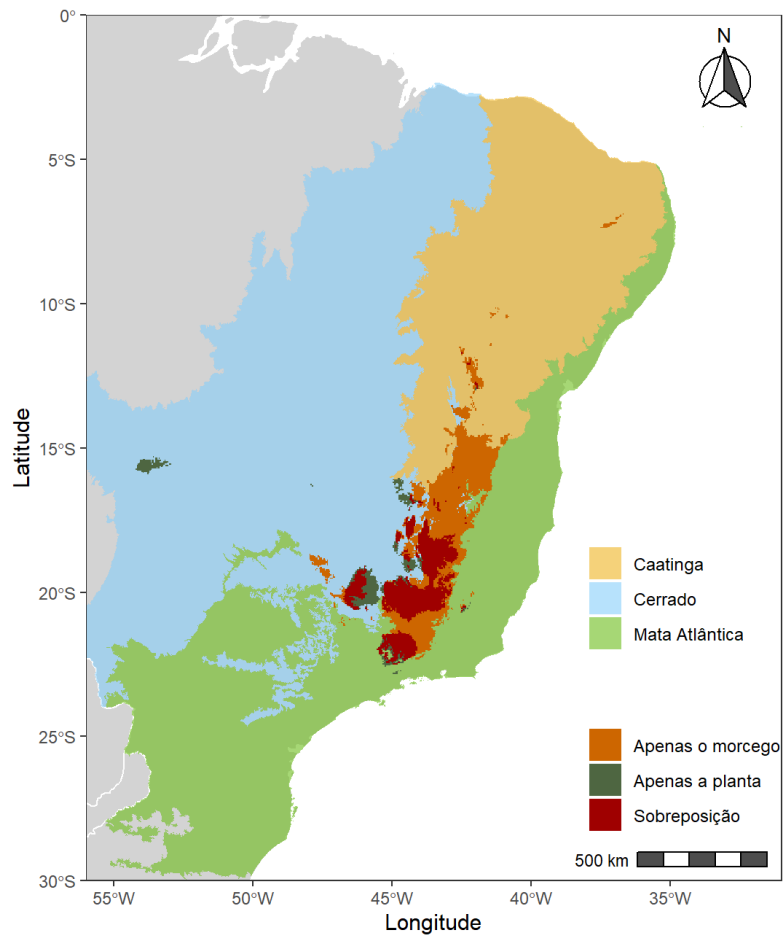 N
0°
5°S
10°S
15°S
20°S
25°S
30°S
Latitude
Caatinga
Cerrado
Mata Atlântica
Apenas o morcego
Apenas a planta
Sobreposição
500 km
55°W
50°W
45°W
40°W
35°W
Longitude